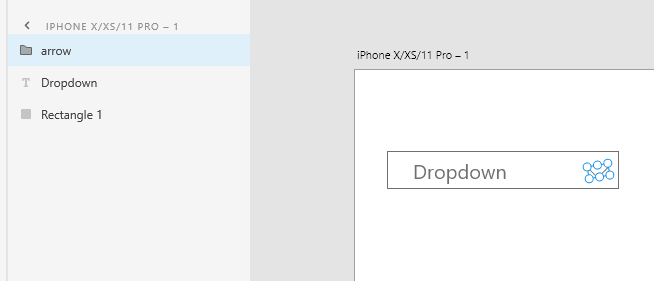 IPHONE X/XS/11 PRO – 1
arrow
T Dropdown
Rectangle 1
iPhone X/XS/11 Pro – 1
Dropdown